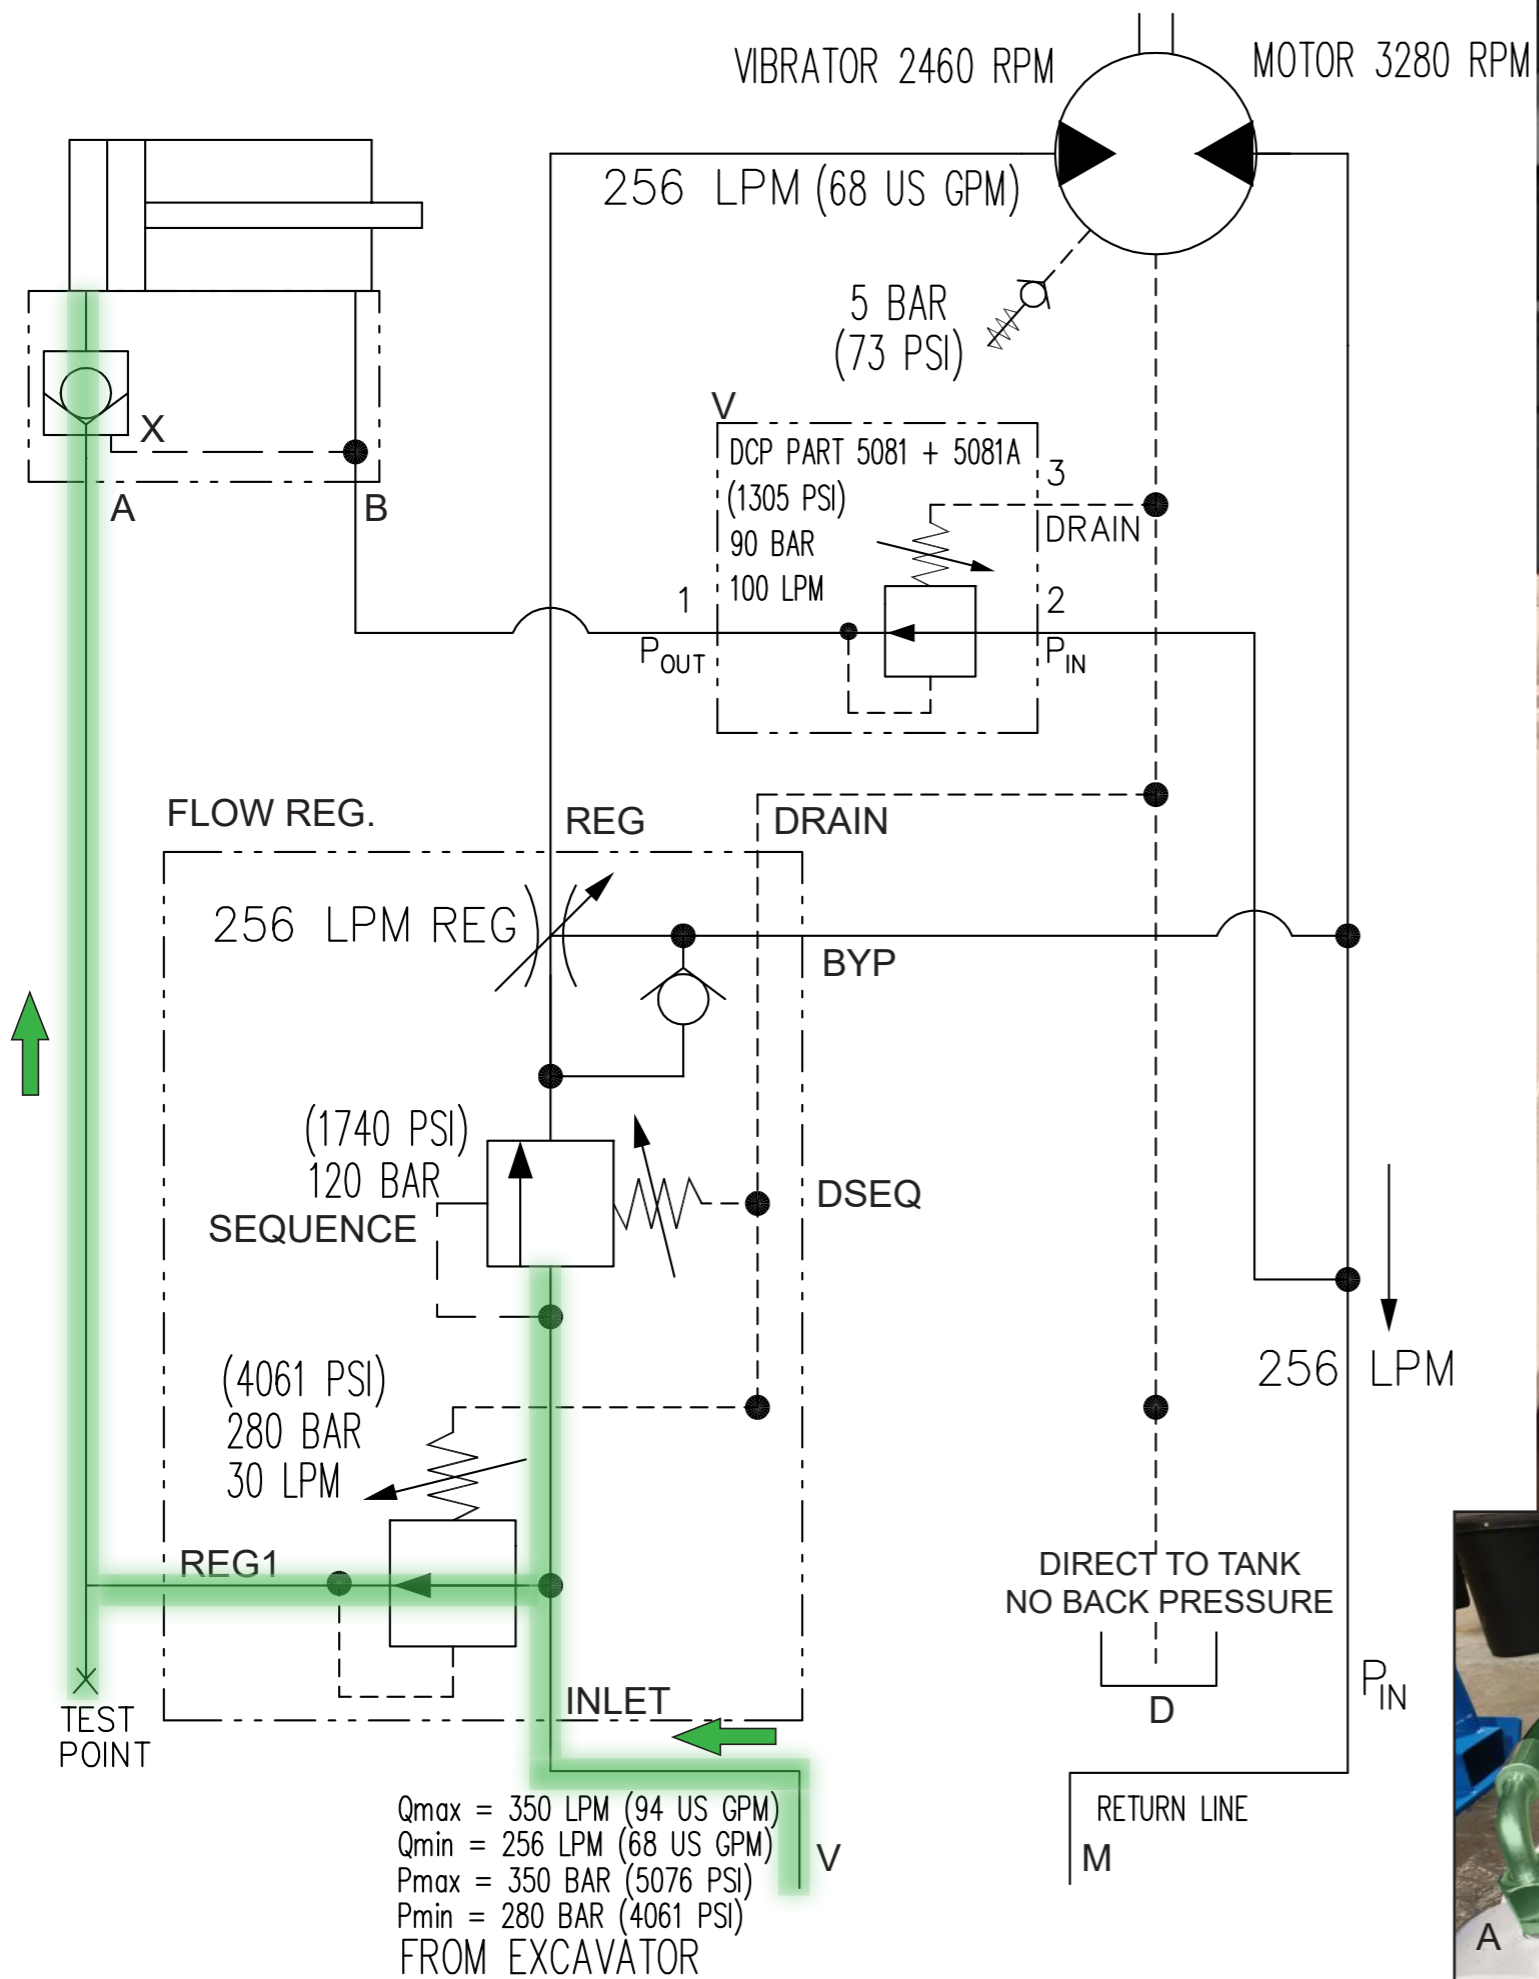 VIBRATOR 2460 RPM
MOTOR 3280 RPM
256 LPM (68 US GPM)
5 BAR
(73 PSI)
X
A
B
V
DCP PART 5081 + 5081A
(1305 PSI)
90 BAR
100 LPM
3
DRAIN
1
POUT
2
PIN
FLOW REG.
REG
DRAIN
256 LPM REG
BYP
(1740 PSI)
120 BAR
SEQUENCE
DSEQ
(4061 PSI)
280 BAR
30 LPM
256 LPM
REG1
DIRECT TO TANK
NO BACK PRESSURE
D
PIN
INLET
TEST
POINT
Qmax = 350 LPM (94 US GPM)
Qmin = 256 LPM (68 US GPM)
Pmax = 350 BAR (5076 PSI)
Pmin = 280 BAR (4061 PSI)
FROM EXCAVATOR
V
RETURN LINE
M
A